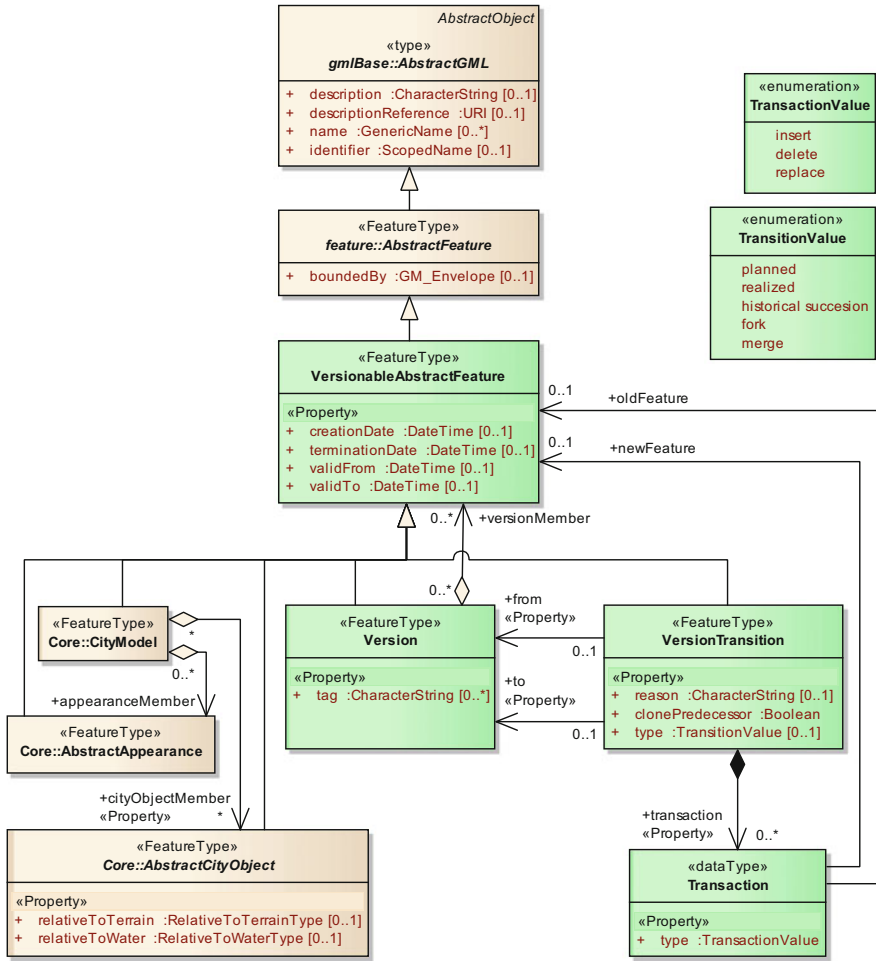 AbstractObject
«type»
gmlBase::AbstractGML
+ description :CharacterString [0..1]
+ descriptionReference :URI [0..1]
+ name :GenericName [0..*]
+ identifier :ScopedName [0..1]
«enumeration»
TransactionValue
insert
delete
replace
«FeatureType»
feature::AbstractFeature
+ boundedBy :GM_Envelope [0..1]
«enumeration»
TransitionValue
planned
realized
historical succesion
fork
merge
«FeatureType»
VersionableAbstractFeature
«Property»
+ creationDate :DateTime [0..1]
+ terminationDate :DateTime [0..1]
+ validFrom :DateTime [0..1]
+ validTo :DateTime [0..1]
0..1
+oldFeature
0..1
+newFeature
0..*
+versionMember
0..*
«FeatureType»
Core::CityModel
*
0..*
+appearanceMember
«FeatureType»
Core::AbstractAppearance
+cityObjectMember
«Property»
*
«FeatureType»
Core::AbstractCityObject
«Property»
+ relativeToTerrain :RelativeToTerrainType [0..1]
+ relativeToWater :RelativeToWaterType [0..1]
«FeatureType»
Version
«Property»
+ tag :CharacterString [0..*]
+from
«Property»
0..1
+to
«Property»
0..1
«FeatureType»
VersionTransition
«Property»
+ reason :CharacterString [0..1]
+ clonePredecessor :Boolean
+ type :TransitionValue [0..1]
+transaction
«Property»
0..*
«dataType»
Transaction
«Property»
+ type :TransactionValue